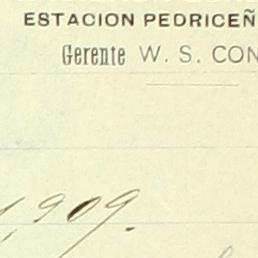 ESTACION PEDRICEÑ
Gerente W. S. CON
1909.